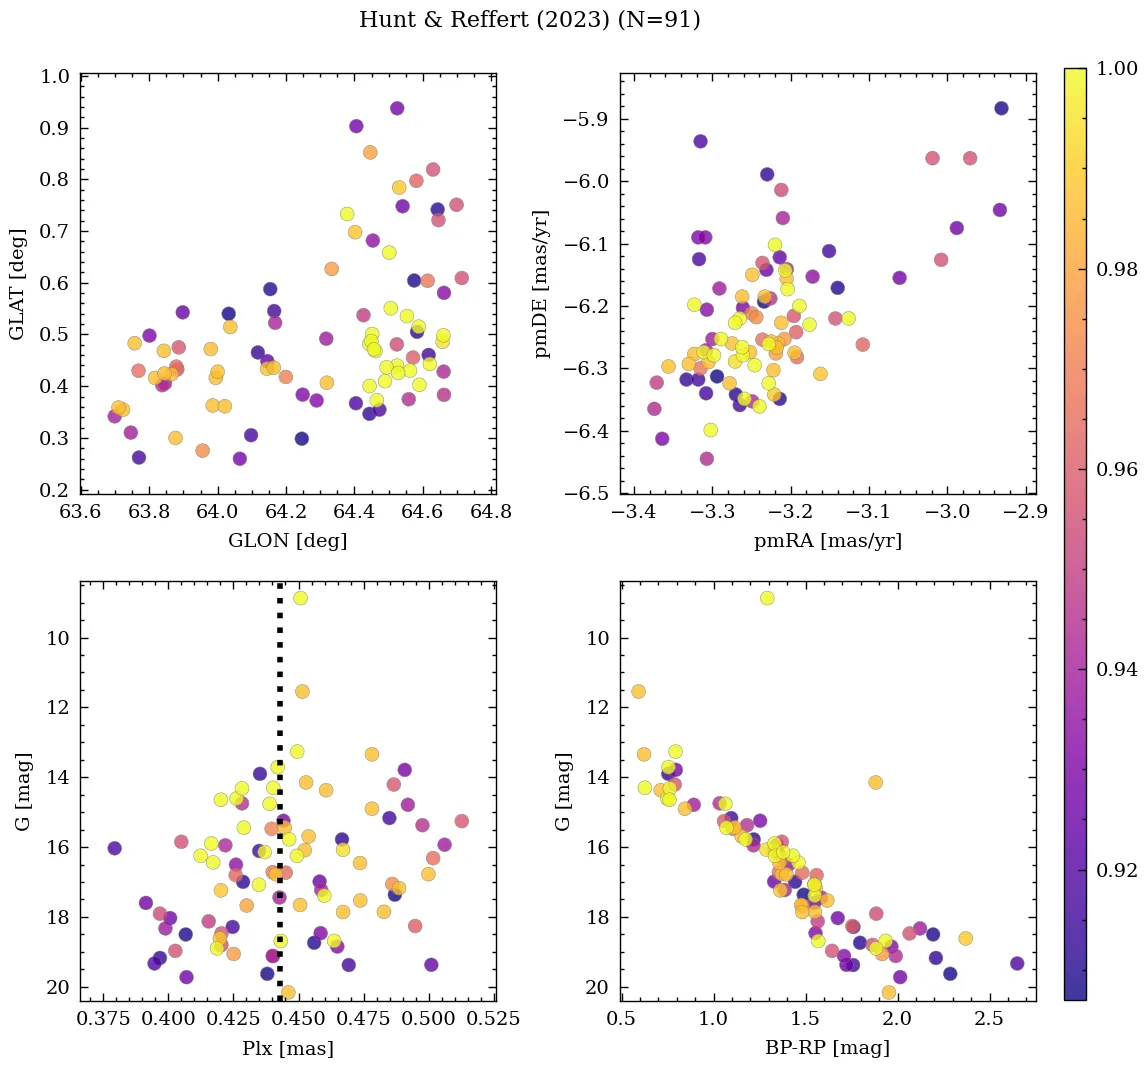 Hunt & Reffert (2023) (N=91)
1.0
0.9
0.8
0.7
0.6
0.5
0.4
0.3
0.2
GLAT [deg]
63.6 63.8 64.0 64.2 64.4 64.6 64.8
GLON [deg]
−5.9
−6.0
−6.1
−6.2
−6.3
−6.4
−6.5
pmDE [mas/yr]
−3.4 −3.3 −3.2 −3.1 −3.0 −2.9
pmRA [mas/yr]
10
12
14
16
18
20
G [mag]
0.375 0.400 0.425 0.450 0.475 0.500 0.525
Plx [mas]
10
12
14
16
18
20
G [mag]
0.5 1.0 1.5 2.0 2.5
BP-RP [mag]
1.00
0.98
0.96
0.94
0.92